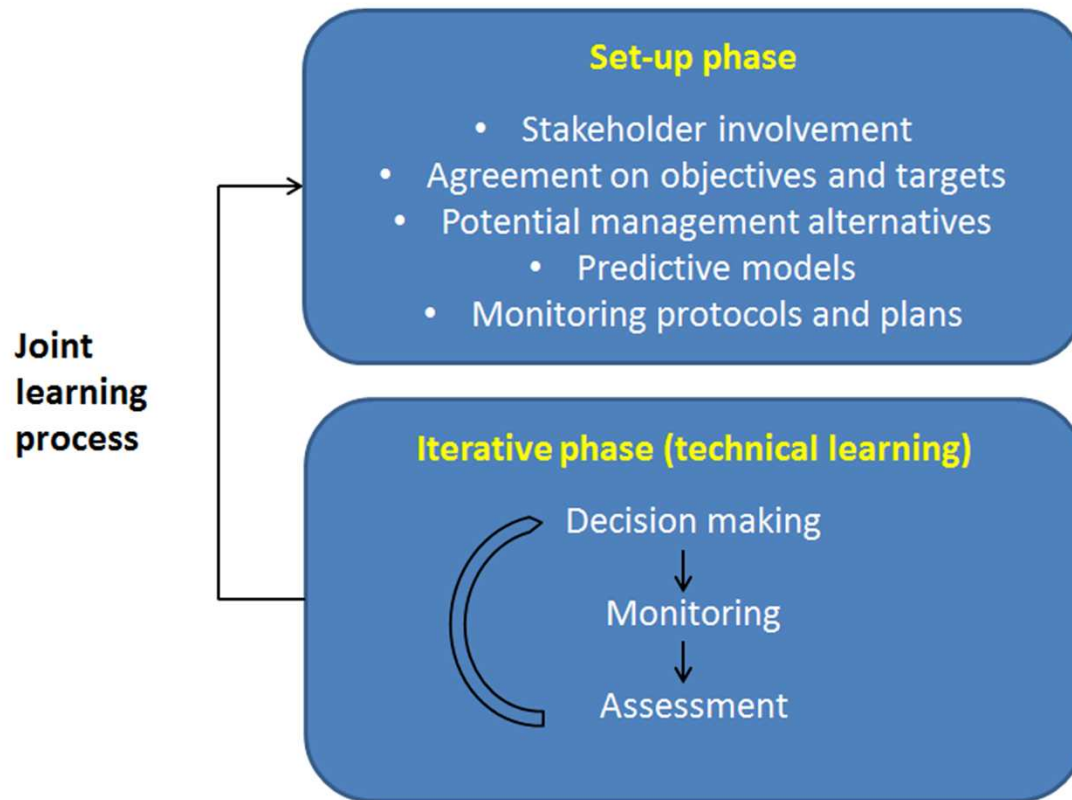 Set-up phase
• Stakeholder involvement
• Agreement on objectives and targets
• Potential management alternatives
• Predictive models
• Monitoring protocols and plans
Joint
learning
process
Iterative phase (technical learning)
Decision making
Monitoring
Assessment